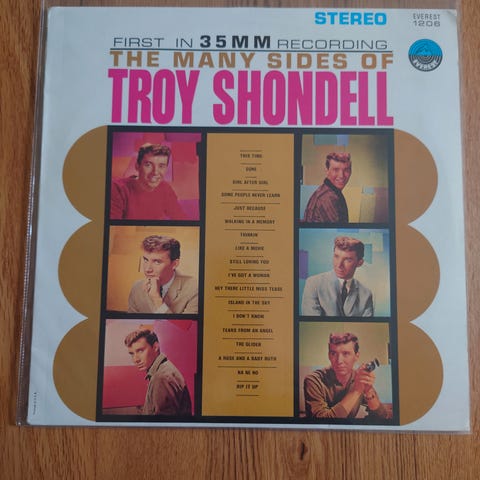 STEREO
EVEREST
1206
FIRST IN 35MM RECORDING
EVEREST
THE MANY SIDES OF
TROY SHONDELL
THIS TIME
GONE
GIRL AFTER GIRL
SOME PEOPLE NEVER LEARN
JUST BECAUSE
WALKING IN A MEMORY
THINKIN'
LIKE A MOVIE
STILL LOVING YOU
I'VE GOT A WOMAN
HEY THERE LITTLE MISS TEASE
ISLAND IN THE SKY
I DON'T KNOW
TEARS FROM AN ANGEL
THE GLIDER
A ROSE AND A BABY RUTH
NA NE NO
RIP IT UP